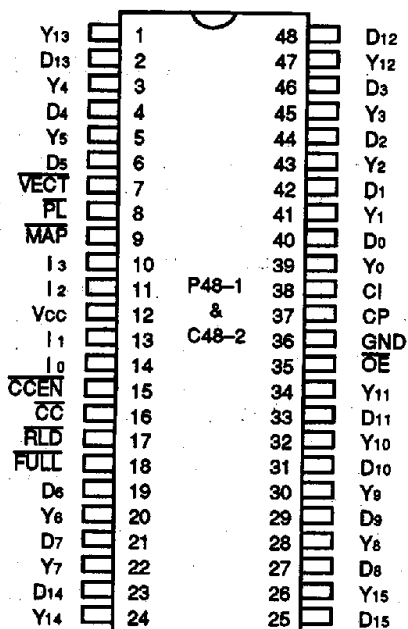 Y13 1 48 D12
D13 2 47 Y12
Y4 3 46 D3
D4 4 45 Y3
Y5 5 44 D2
D5 6 43 Y2
VECT 7 42 D1
PL 8 41 Y1
MAP 9 40 D0
I3 10 39 Y0
I2 11 P48–1 38 CI
VCC 12 & 37 CP
I1 13 C48–2 36 GND
I0 14 35 OE
CCEN 15 34 Y11
CC 16 33 D11
RLD 17 32 Y10
FULL 18 31 D10
D6 19 30 Y9
Y6 20 29 D9
D7 21 28 Y8
Y7 22 27 D8
D14 23 26 Y15
Y14 24 25 D15